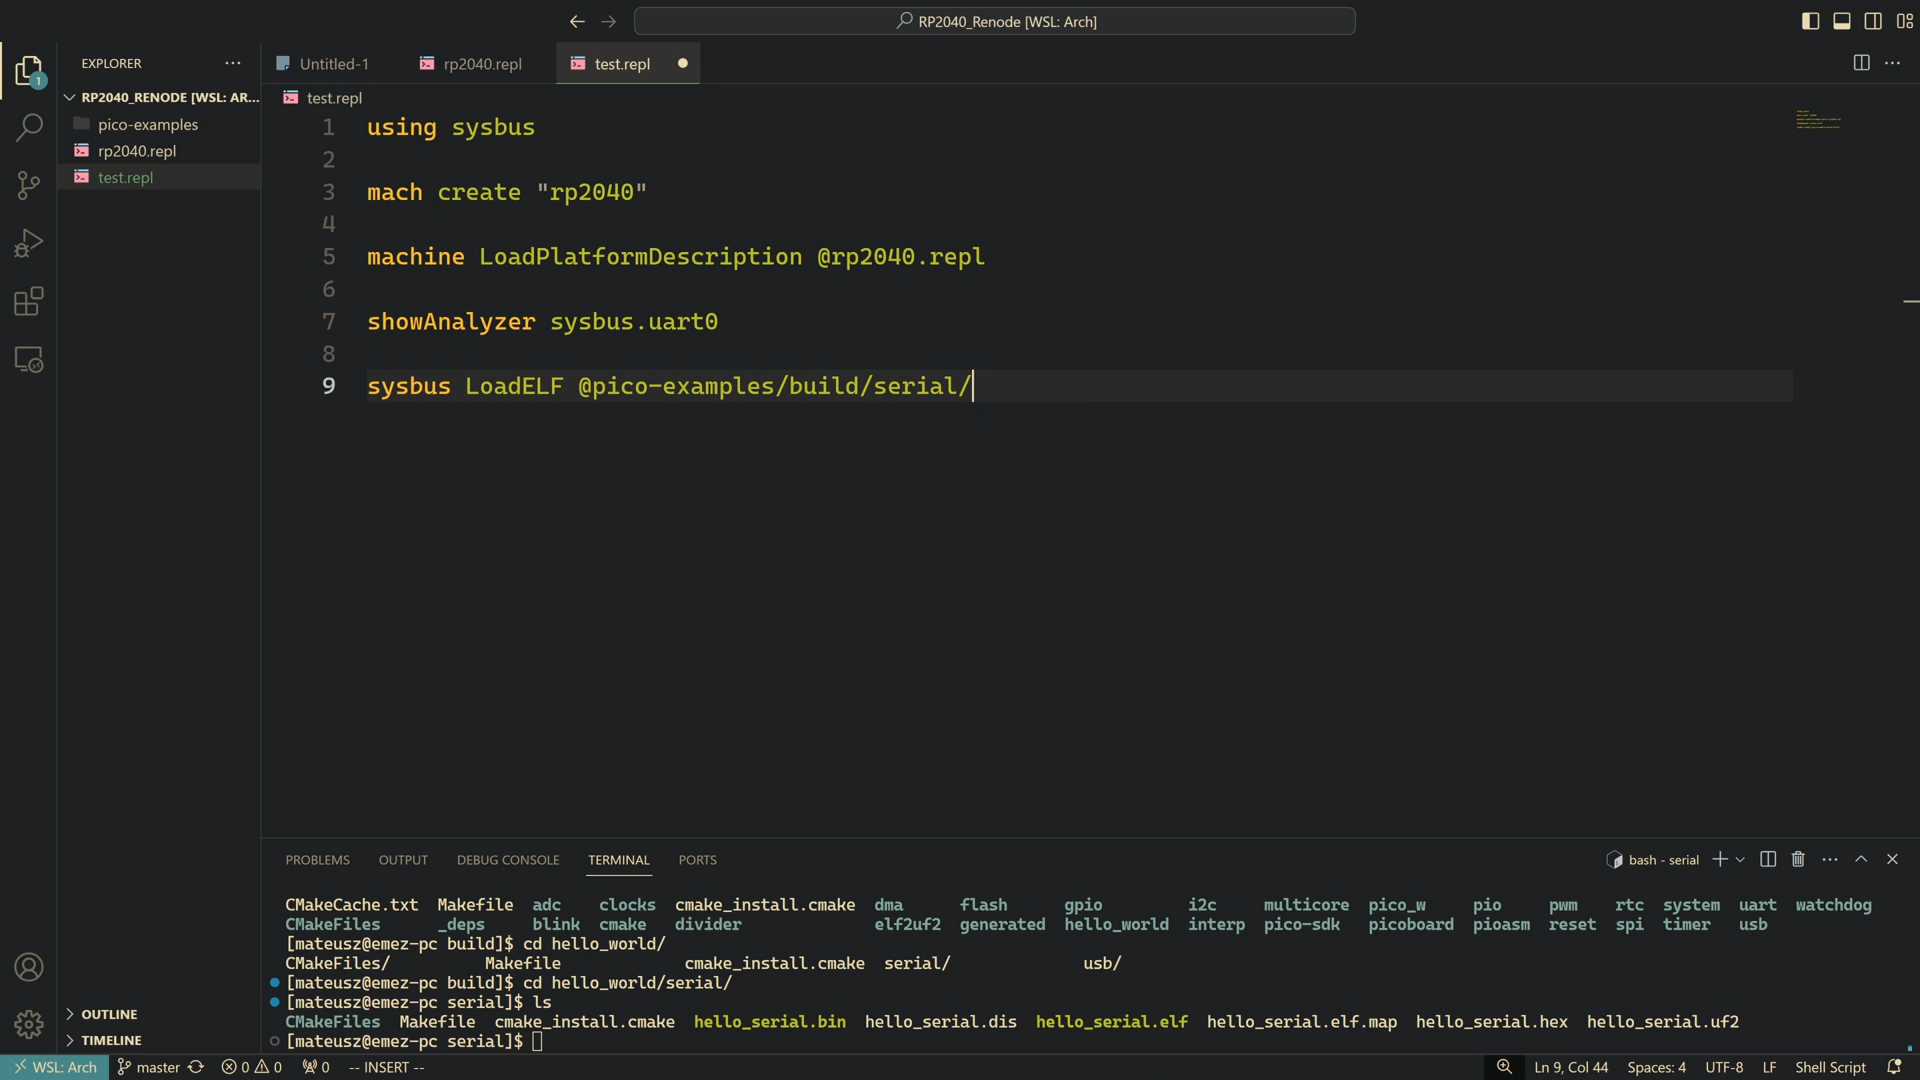 RP2040_Renode [WSL: Arch]
EXPLORER
Untitled-1
rp2040.repl
test.repl
RP2040_RENODE [WSL: AR...
pico-examples
rp2040.repl
test.repl
test.repl
1 using sysbus
2
3 mach create "rp2040"
4
5 machine LoadPlatformDescription @rp2040.repl
6
7 showAnalyzer sysbus.uart0
8
9 sysbus LoadELF @pico-examples/build/serial/
PROBLEMS OUTPUT DEBUG CONSOLE TERMINAL PORTS
bash - serial
CMakeCache.txt Makefile adc clocks cmake_install.cmake dma flash gpio i2c multicore pico_w pio pwm rtc system uart watchdog
CMakeFiles _deps blink cmake divider elf2uf2 generated hello_world interp pico-sdk picoboard pioasm reset spi timer usb
[mateusz@emez-pc build]$ cd hello_world/
CMakeFiles/ Makefile cmake_install.cmake serial/ usb/
[mateusz@emez-pc build]$ cd hello_world/serial/
[mateusz@emez-pc serial]$ ls
CMakeFiles Makefile cmake_install.cmake hello_serial.bin hello_serial.dis hello_serial.elf hello_serial.elf.map hello_serial.hex hello_serial.uf2
[mateusz@emez-pc serial]$
OUTLINE
TIMELINE
1
WSL: Arch master 0 0 0 -- INSERT -- Ln 9, Col 44 Spaces: 4 UTF-8 LF Shell Script